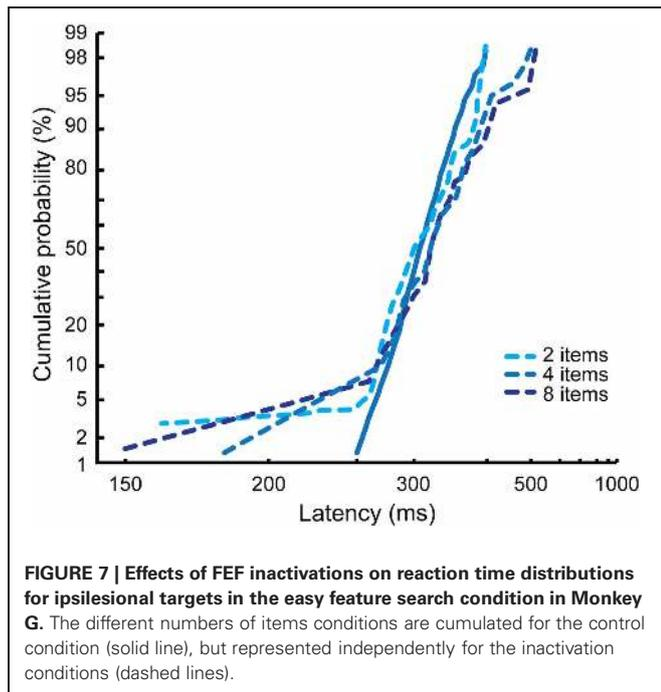 99
98
95
90
80
50
20
10
5
2
1
Cumulative probability (%)
2 items
4 items
8 items
150 200 300 500 1000
Latency (ms)
FIGURE 7 | Effects of FEF inactivations on reaction time distributions
for ipsilesional targets in the easy feature search condition in Monkey
G. The different numbers of items conditions are cumulated for the control
condition (solid line), but represented independently for the inactivation
conditions (dashed lines).